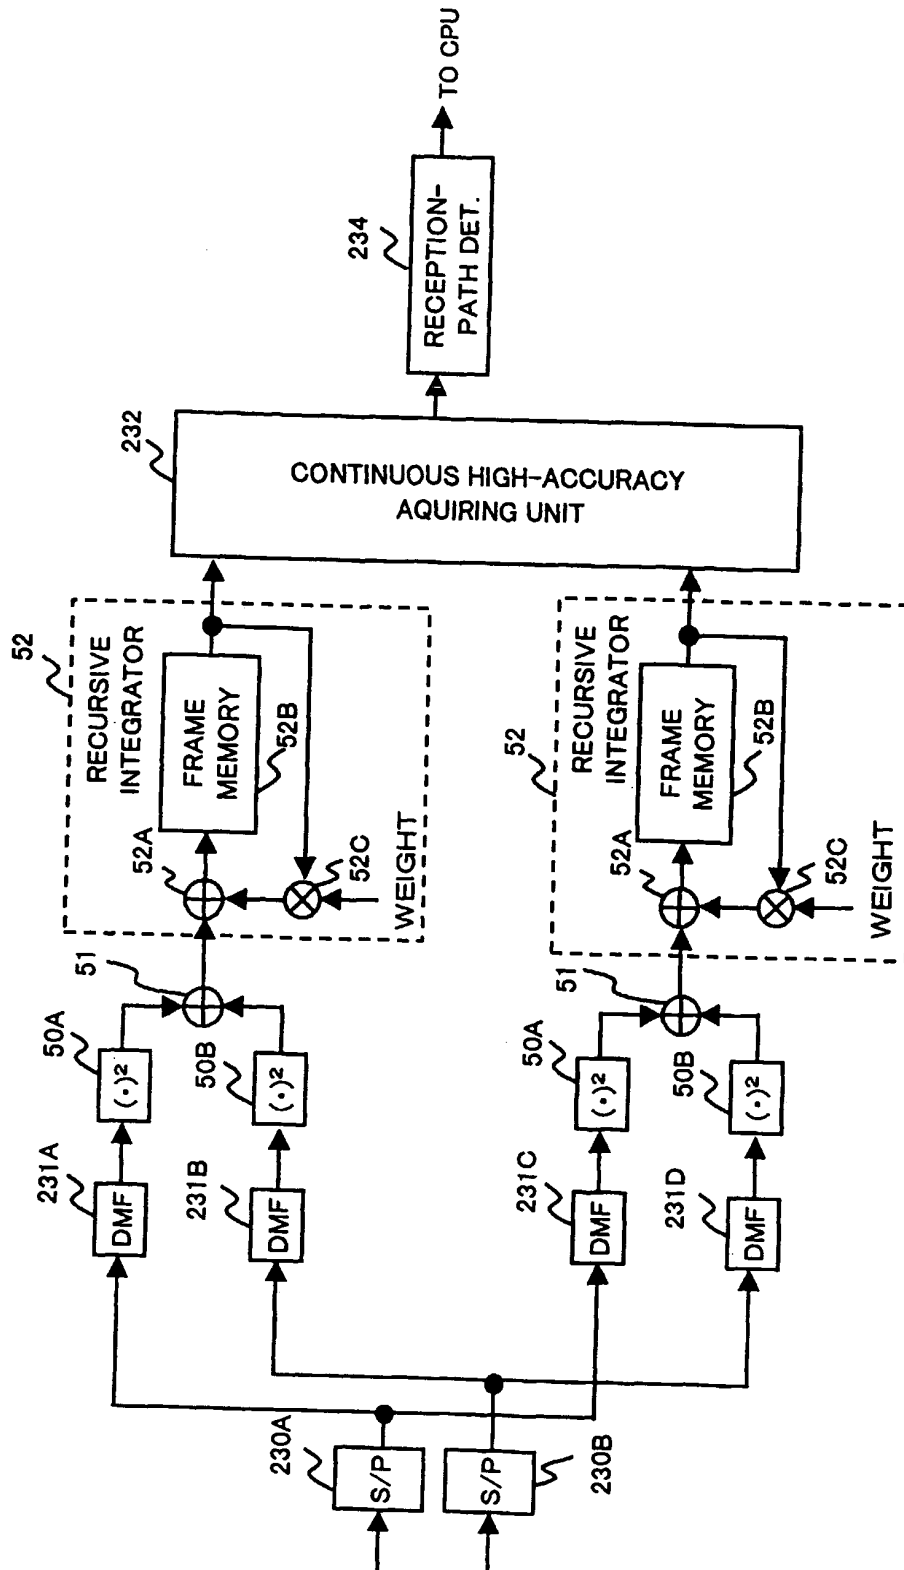 TO CPU
234
RECEPTION-
PATH DET.
232
CONTINUOUS HIGH-ACCURACY
AQUIRING UNIT
52
RECURSIVE
INTEGRATOR
FRAME
MEMORY
52B
52A
52C
WEIGHT
52
RECURSIVE
INTEGRATOR
FRAME
MEMORY
52B
52A
52C
WEIGHT
51
50A
(·)²
50B
(·)²
51
50A
(·)²
50B
(·)²
231A
DMF
231B
DMF
231C
DMF
231D
DMF
230A
S/P
230B
S/P